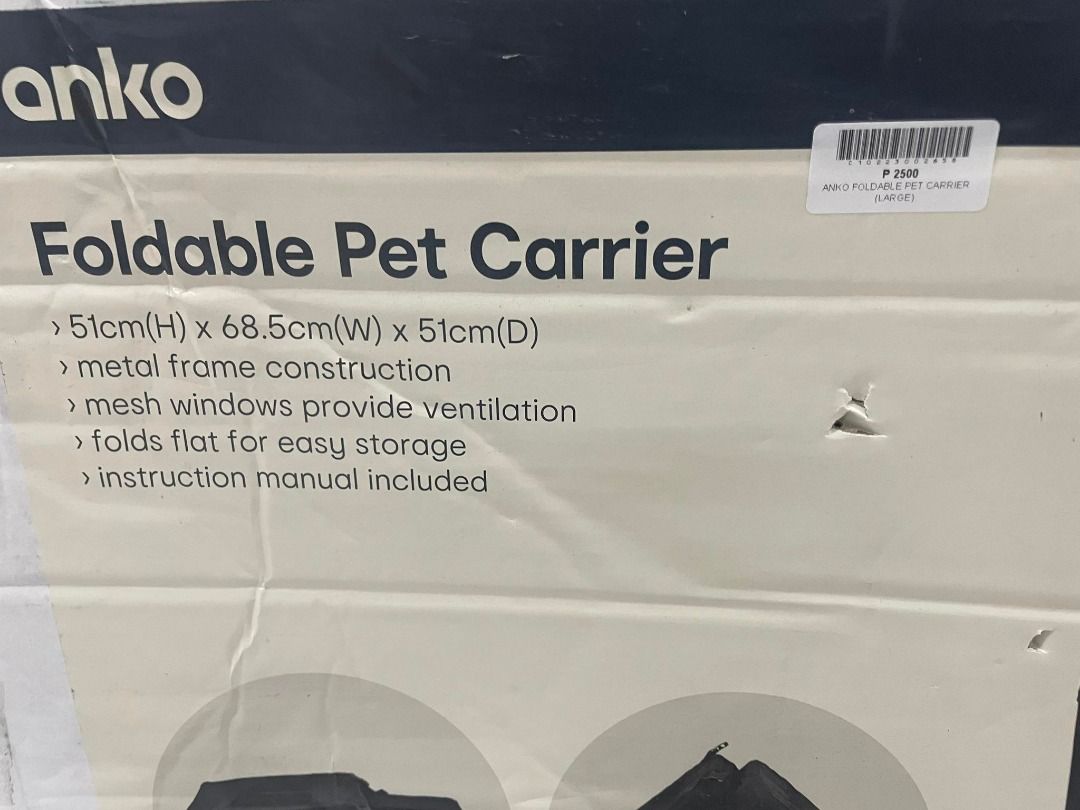 anko
C10223002658
P 2500
ANKO FOLDABLE PET CARRIER
(LARGE)
Foldable Pet Carrier
› 51cm(H) x 68.5cm(W) x 51cm(D)
› metal frame construction
› mesh windows provide ventilation
› folds flat for easy storage
› instruction manual included